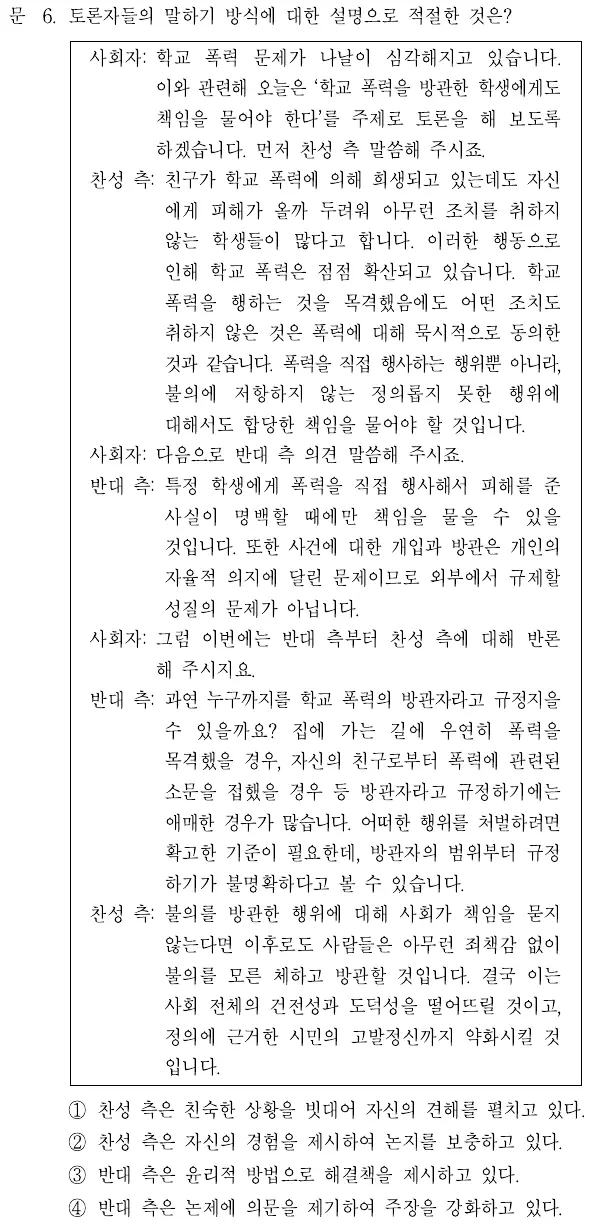 문 6. 토론자들의 말하기 방식에 대한 설명으로 적절한 것은?
사회자: 학교 폭력 문제가 나날이 심각해지고 있습니다.
이와 관련해 오늘은 ‘학교 폭력을 방관한 학생에게도
책임을 물어야 한다’를 주제로 토론을 해 보도록
하겠습니다. 먼저 찬성 측 말씀해 주시죠.
찬성 측: 친구가 학교 폭력에 의해 희생되고 있는데도 자신
에게 피해가 올까 두려워 아무런 조치를 취하지
않는 학생들이 많다고 합니다. 이러한 행동으로
인해 학교 폭력은 점점 확산되고 있습니다. 학교
폭력을 행하는 것을 목격했음에도 어떤 조치도
취하지 않은 것은 폭력에 대해 묵시적으로 동의한
것과 같습니다. 폭력을 직접 행사하는 행위뿐 아니라,
불의에 저항하지 않는 정의롭지 못한 행위에
대해서도 합당한 책임을 물어야 할 것입니다.
사회자: 다음으로 반대 측 의견 말씀해 주시죠.
반대 측: 특정 학생에게 폭력을 직접 행사해서 피해를 준
사실이 명백할 때에만 책임을 물을 수 있을
것입니다. 또한 사건에 대한 개입과 방관은 개인의
자율적 의지에 달린 문제이므로 외부에서 규제할
성질의 문제가 아닙니다.
사회자: 그럼 이번에는 반대 측부터 찬성 측에 대해 반론
해 주시지요.
반대 측: 과연 누구까지를 학교 폭력의 방관자라고 규정지을
수 있을까요? 집에 가는 길에 우연히 폭력을
목격했을 경우, 자신의 친구로부터 폭력에 관련된
소문을 접했을 경우 등 방관자라고 규정하기에는
애매한 경우가 많습니다. 어떠한 행위를 처벌하려면
확고한 기준이 필요한데, 방관자의 범위부터 규정
하기가 불명확하다고 볼 수 있습니다.
찬성 측: 불의를 방관한 행위에 대해 사회가 책임을 묻지
않는다면 이후로도 사람들은 아무런 죄책감 없이
불의를 모른 체하고 방관할 것입니다. 결국 이는
사회 전체의 건전성과 도덕성을 떨어뜨릴 것이고,
정의에 근거한 시민의 고발정신까지 약화시킬 것
입니다.
① 찬성 측은 친숙한 상황을 빗대어 자신의 견해를 펼치고 있다.
② 찬성 측은 자신의 경험을 제시하여 논지를 보충하고 있다.
③ 반대 측은 윤리적 방법으로 해결책을 제시하고 있다.
④ 반대 측은 논제에 의문을 제기하여 주장을 강화하고 있다.